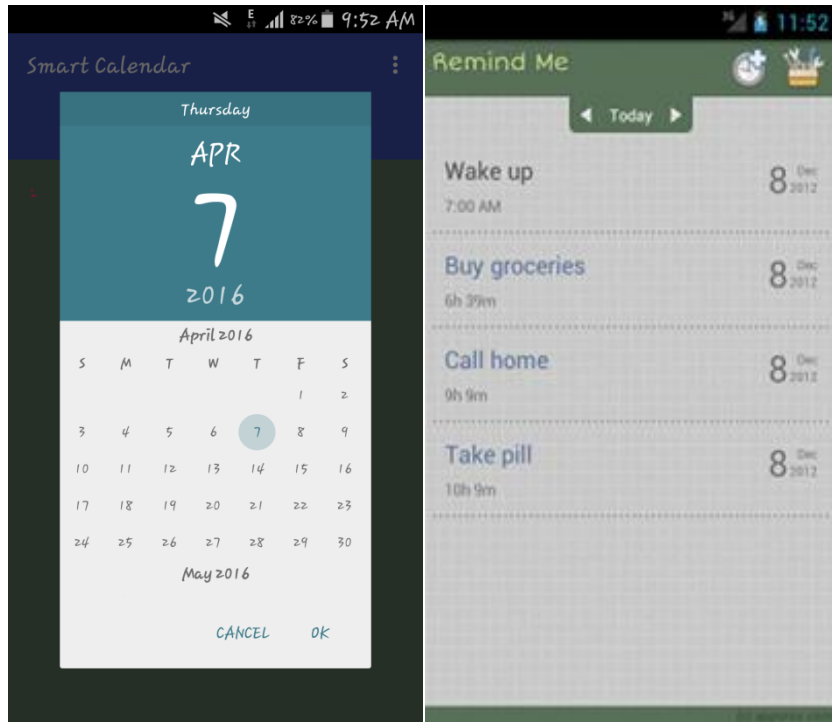 E 82% 9:52 AM
Smart Calendar
Thursday
APR
7
2016
April 2016
S M T W T F S
1 2
3 4 5 6 7 8 9
10 11 12 13 14 15 16
17 18 19 20 21 22 23
24 25 26 27 28 29 30
May 2016
CANCEL OK
11:52
Remind Me
Today
Wake up
7:00 AM
8 Dec
2012
Buy groceries
6h 39m
8 Dec
2012
Call home
9h 9m
8 Dec
2012
Take pill
10h 9m
8 Dec
2012